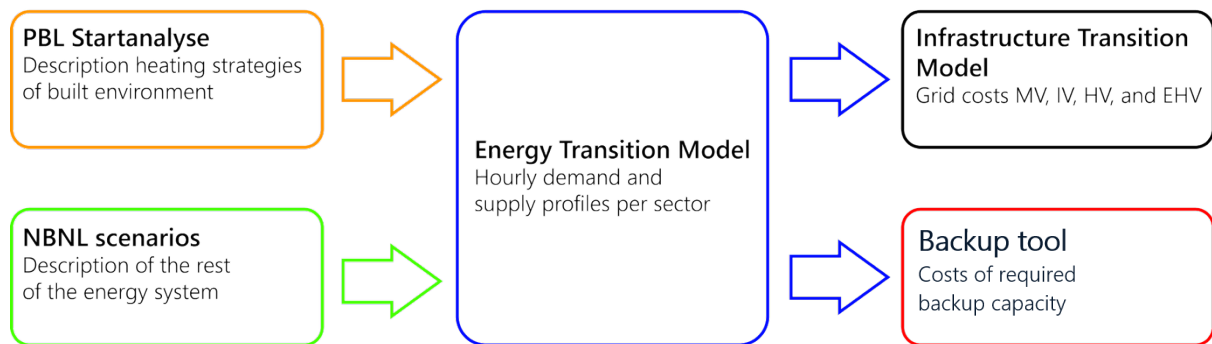 PBL Startanalyse
Description heating strategies
of built environment
NBNL scenarios
Description of the rest
of the energy system
Energy Transition Model
Hourly demand and
supply profiles per sector
Infrastructure Transition
Model
Grid costs MV, IV, HV, and EHV
Backup tool
Costs of required
backup capacity